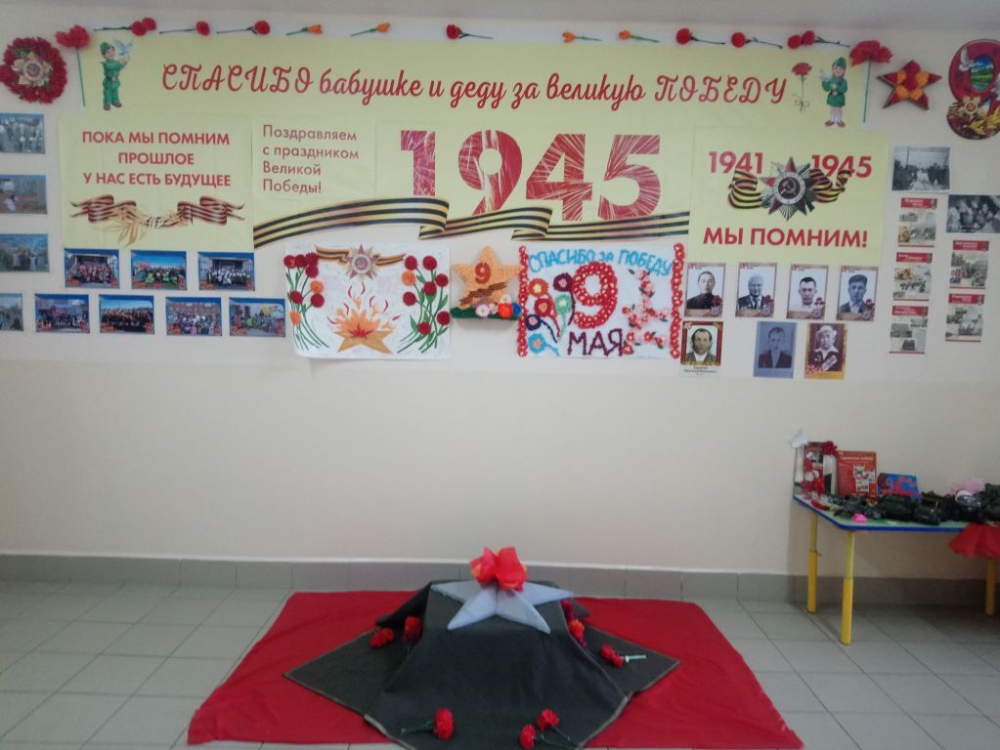 СПАСИБО бабушке и деду за великую ПОБЕДУ
ПОКА МЫ ПОМНИМ
ПРОШЛОЕ
У НАС ЕСТЬ БУДУЩЕЕ
Поздравляем
с праздником
Великой
Победы!
1945
1941 1945
МЫ ПОМНИМ!
9
9
СПАСИБО ЗА ПОБЕДУ
9
МАЯ